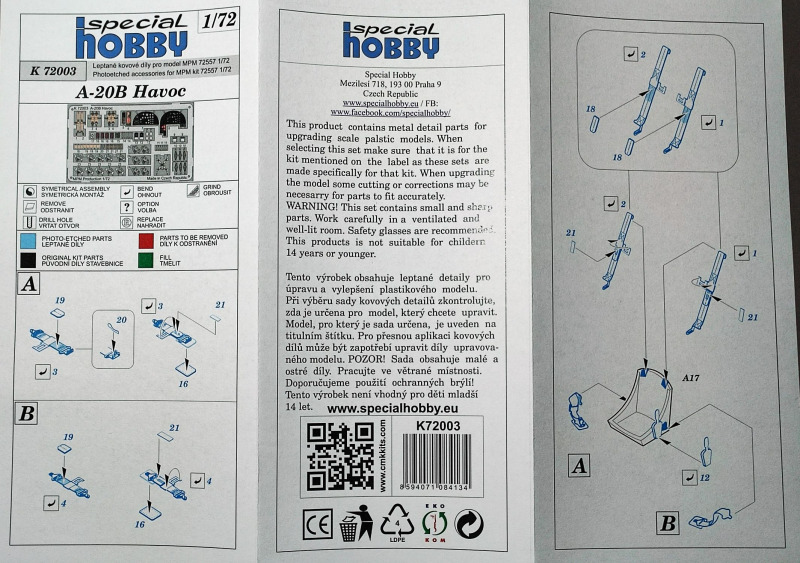 special
HOBBY
1/72
K 72003
Leptané kovové díly pro model MPM 72557 1/72
Photoetched accessories for MPM kit 72557 1/72
A-20B Havoc
K 72003 A-20B Havoc
MPM Production 1/72
Made in Czech Republic
SYMETRICAL ASSEMBLY
SYMETRICKÁ MONTÁŽ
BEND
OHNOUT
GRIND
OBROUSIT
REMOVE
ODSTRANIT
?
OPTION
VOLBA
DRILL HOLE
VRTAT OTVOR
REPLACE
NAHRADIT
PHOTO-ETCHED PARTS
LEPTANÉ DÍLY
PARTS TO BE REMOVED
DÍLY K ODSTRANĚNÍ
ORIGINAL KIT PARTS
PŮVODNÍ DÍLY STAVEBNICE
FILL
TMELIT
A
19
3
20
3
21
16
B
19
4
21
4
16
special
HOBBY
Special Hobby
Mezilesí 718, 193 00 Praha 9
Czech Republic
www.specialhobby.eu / FB:
www.facebook.com/specialhobby/
This product contains metal detail parts for
upgrading scale palstic models. When
selecting this set make sure that it is for the
kit mentioned on the label as these sets are
made specifically for that kit. When upgrading
the model some cutting or corrections may be
necesarry for parts to fit accurately.
WARNING! This set contains small and sharp
parts. Work carefully in a ventilated and
well-lit room. Safety glasses are recommended.
This products is not suitable for childern
14 years or younger.
Tento výrobek obsahuje leptané detaily pro
úpravu a vylepšení plastikového modelu.
Při výběru sady kovových detailů zkontrolujte,
zda je určena pro model, který chcete upravit.
Model, pro který je sada určena, je uveden na
titulním štítku. Pro přesnou aplikaci kovových
dílů může být zapotřebí upravit díly upravova-
ného modelu. POZOR! Sada obsahuje malé a
ostré díly. Pracujte ve větrané místnosti.
Doporučujeme použití ochranných brýlí!
Tento výrobek není vhodný pro děti mladší
14 let. www.specialhobby.eu
www.cmkkits.com
K72003
8594071084134
CE
4
LDPE
EKO
KOM
2
18
1
18
2
21
1
21
A17
A
12
B